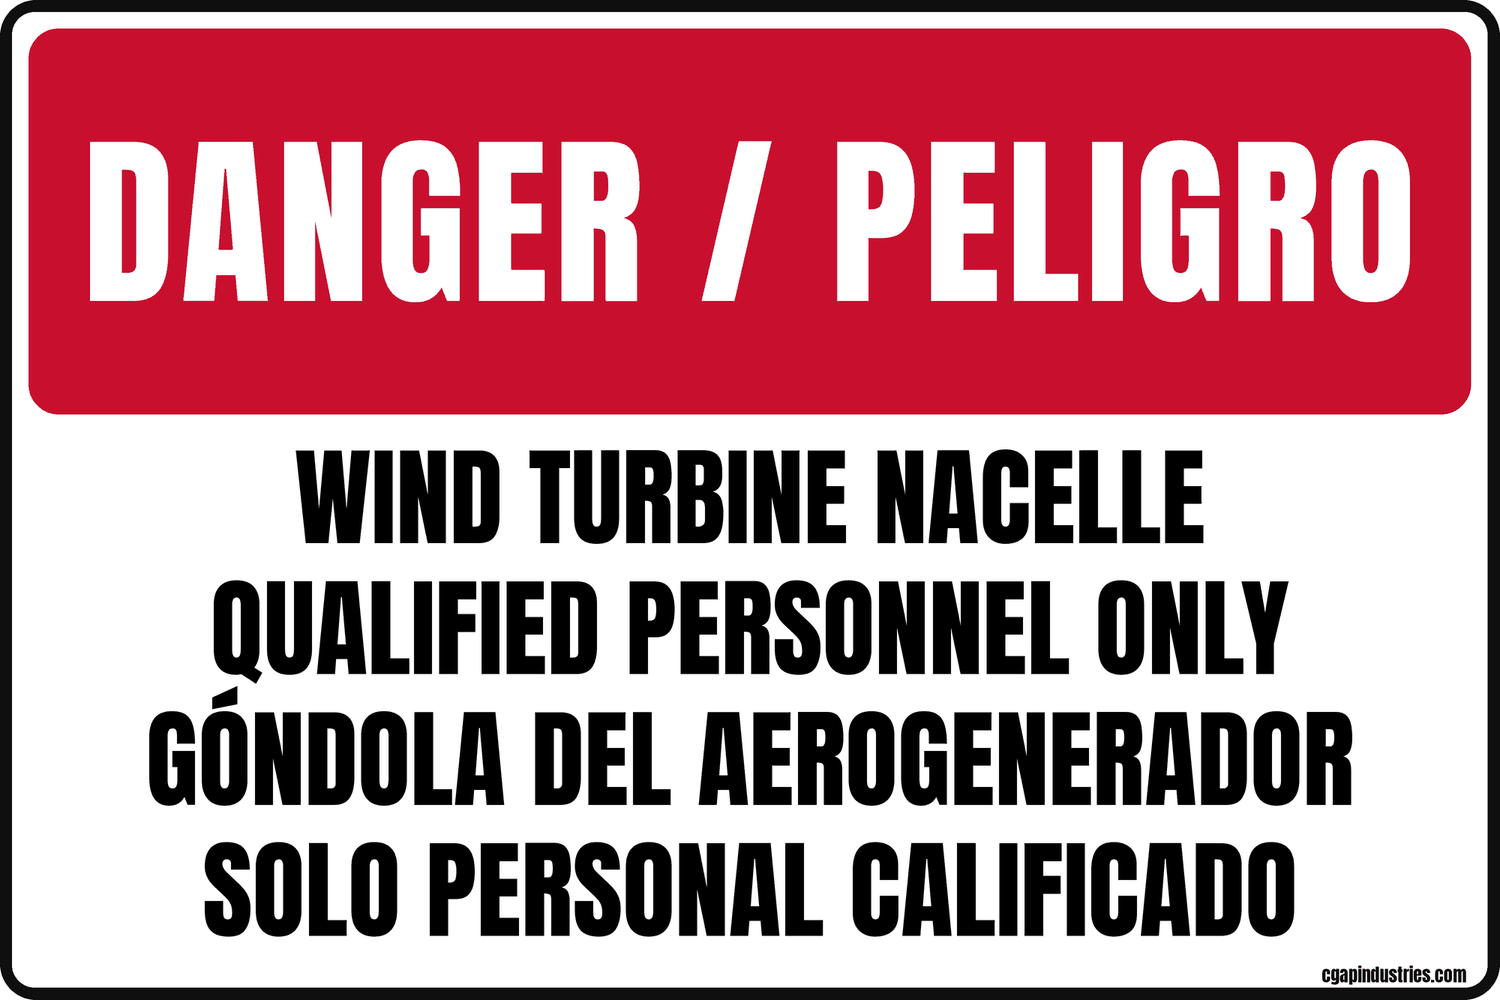 DANGER / PELIGRO
WIND TURBINE NACELLE
QUALIFIED PERSONNEL ONLY
GÓNDOLA DEL AEROGENERADOR
SOLO PERSONAL CALIFICADO
cgapindustries.com